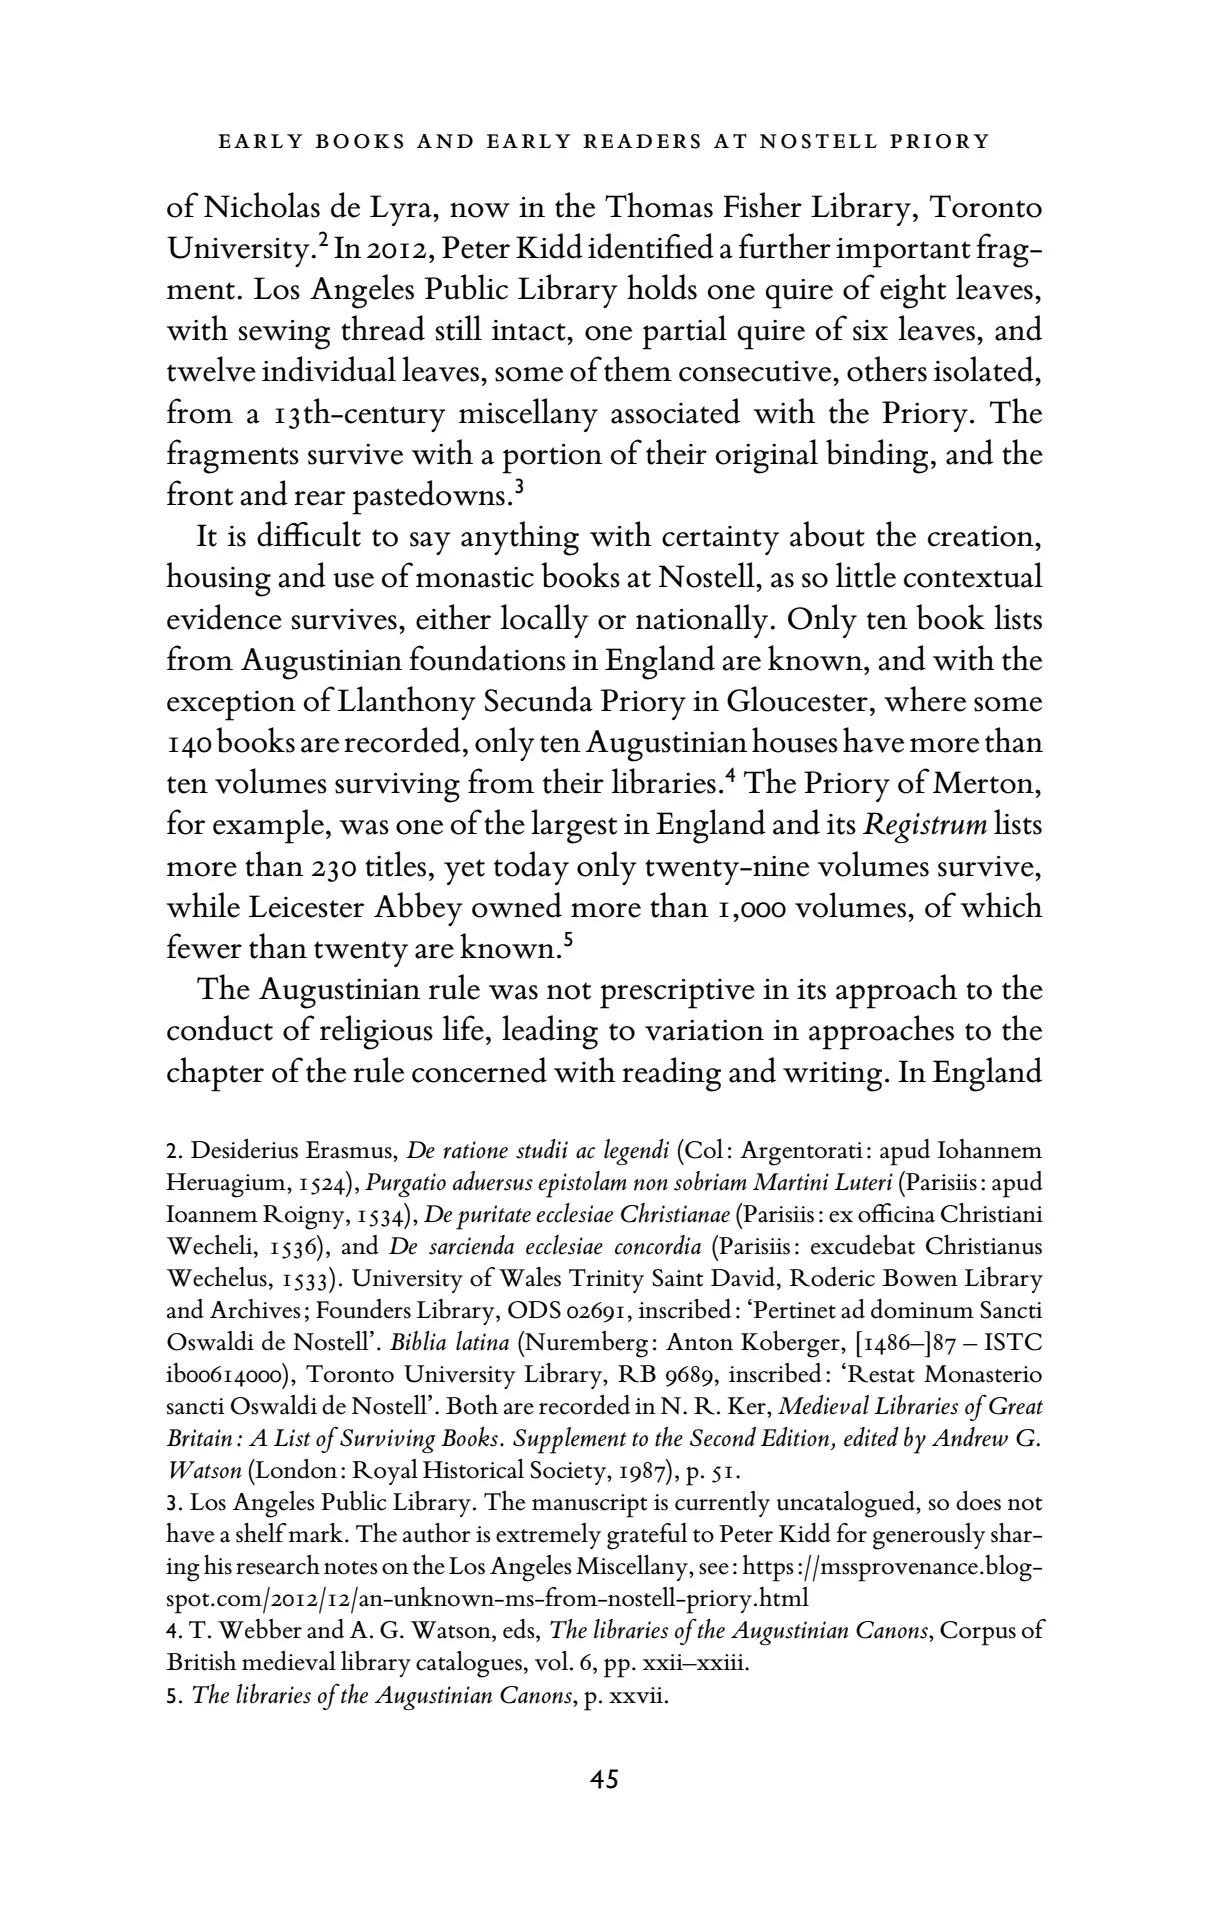 EARLY BOOKS AND EARLY READERS AT NOSTELL PRIORY
of Nicholas de Lyra, now in the Thomas Fisher Library, Toronto
University.² In 2012, Peter Kidd identified a further important frag-
ment. Los Angeles Public Library holds one quire of eight leaves,
with sewing thread still intact, one partial quire of six leaves, and
twelve individual leaves, some of them consecutive, others isolated,
from a 13th-century miscellany associated with the Priory. The
fragments survive with a portion of their original binding, and the
front and rear pastedowns.³
It is difficult to say anything with certainty about the creation,
housing and use of monastic books at Nostell, as so little contextual
evidence survives, either locally or nationally. Only ten book lists
from Augustinian foundations in England are known, and with the
exception of Llanthony Secunda Priory in Gloucester, where some
140 books are recorded, only ten Augustinian houses have more than
ten volumes surviving from their libraries.⁴ The Priory of Merton,
for example, was one of the largest in England and its Registrum lists
more than 230 titles, yet today only twenty-nine volumes survive,
while Leicester Abbey owned more than 1,000 volumes, of which
fewer than twenty are known.⁵
The Augustinian rule was not prescriptive in its approach to the
conduct of religious life, leading to variation in approaches to the
chapter of the rule concerned with reading and writing. In England
2. Desiderius Erasmus, De ratione studii ac legendi (Col: Argentorati: apud Iohannem
Heruagium, 1524), Purgatio aduersus epistolam non sobriam Martini Luteri (Parisiis: apud
Ioannem Roigny, 1534), De puritate ecclesiae Christianae (Parisiis: ex officina Christiani
Wecheli, 1536), and De sarcienda ecclesiae concordia (Parisiis: excudebat Christianus
Wechelus, 1533). University of Wales Trinity Saint David, Roderic Bowen Library
and Archives; Founders Library, ODS 02691, inscribed: ‘Pertinet ad dominum Sancti
Oswaldi de Nostell’. Biblia latina (Nuremberg: Anton Koberger, [1486–]87 – ISTC
ib00614000), Toronto University Library, RB 9689, inscribed: ‘Restat Monasterio
sancti Oswaldi de Nostell’. Both are recorded in N. R. Ker, Medieval Libraries of Great
Britain: A List of Surviving Books. Supplement to the Second Edition, edited by Andrew G.
Watson (London: Royal Historical Society, 1987), p. 51.
3. Los Angeles Public Library. The manuscript is currently uncatalogued, so does not
have a shelf mark. The author is extremely grateful to Peter Kidd for generously shar-
ing his research notes on the Los Angeles Miscellany, see: https://mssprovenance.blog-
spot.com/2012/12/an-unknown-ms-from-nostell-priory.html
4. T. Webber and A. G. Watson, eds, The libraries of the Augustinian Canons, Corpus of
British medieval library catalogues, vol. 6, pp. xxii–xxiii.
5. The libraries of the Augustinian Canons, p. xxvii.
45